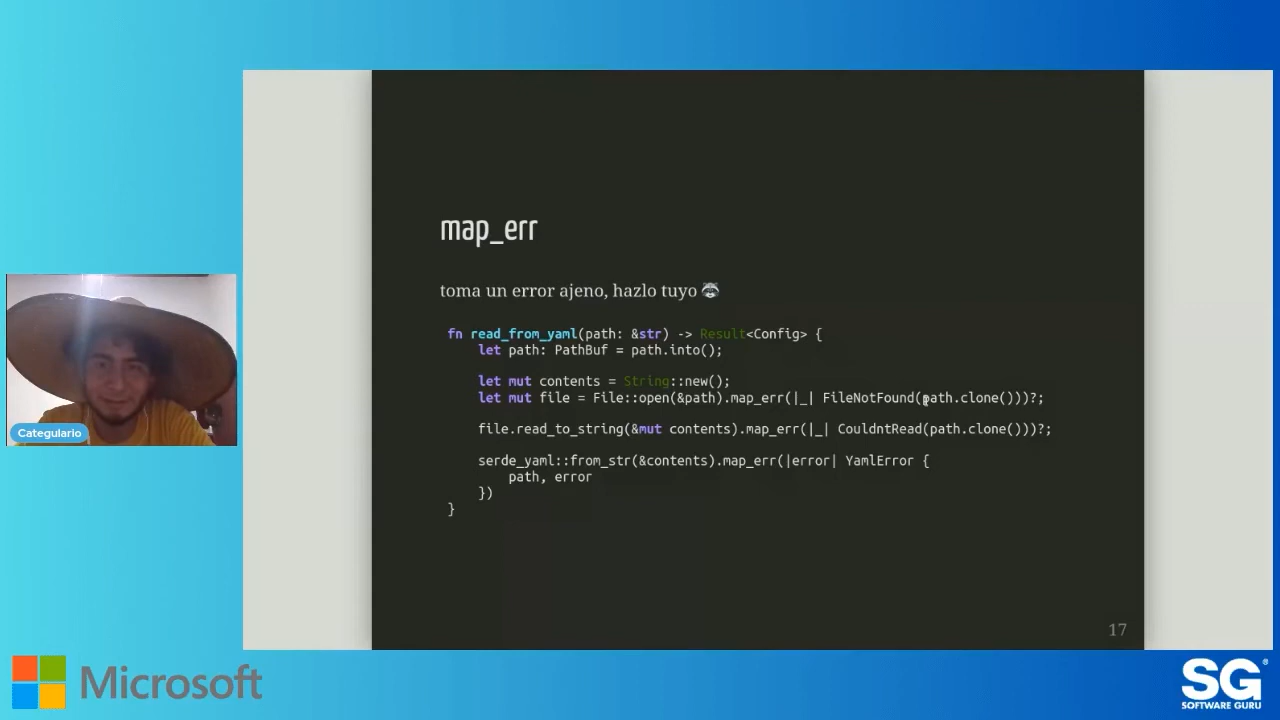 map_err
toma un error ajeno, hazlo tuyo 🦝
fn read_from_yaml(path: &str) -> Result<Config> {
    let path: PathBuf = path.into();
    let mut contents = String::new();
    let mut file = File::open(&path).map_err(|_| FileNotFound(path.clone()))?;
    file.read_to_string(&mut contents).map_err(|_| CouldntRead(path.clone()))?;
    serde_yaml::from_str(&contents).map_err(|error| YamlError {
        path, error
    })
}
17
Categulario
Microsoft
SG®
SOFTWARE GURU